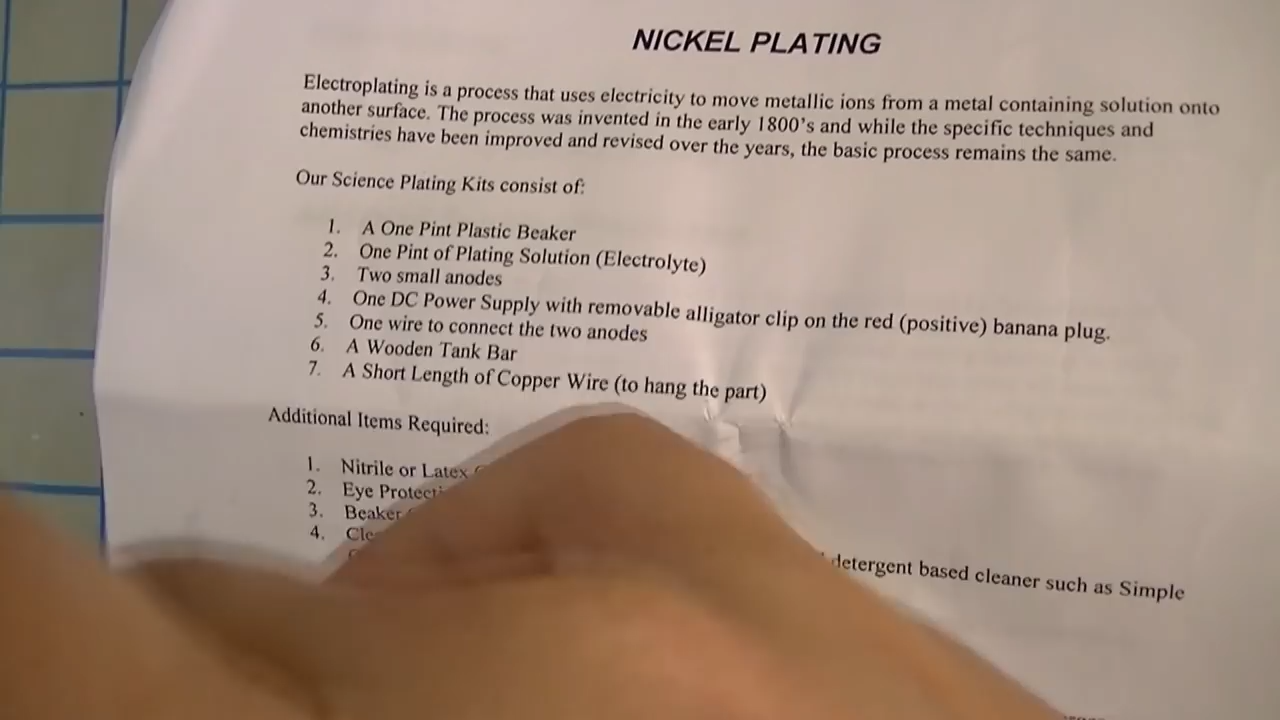 NICKEL PLATING
Electroplating is a process that uses electricity to move metallic ions from a metal containing solution onto
another surface. The process was invented in the early 1800's and while the specific techniques and
chemistries have been improved and revised over the years, the basic process remains the same.
Our Science Plating Kits consist of:
1. A One Pint Plastic Beaker
2. One Pint of Plating Solution (Electrolyte)
3. Two small anodes
4. One DC Power Supply with removable alligator clip on the red (positive) banana plug.
5. One wire to connect the two anodes
6. A Wooden Tank Bar
7. A Short Length of Copper Wire (to hang the part)
Additional Items Required:
1. Nitrile or Latex
2. Eye
3. Beaker
4.
detergent based cleaner such as Simple